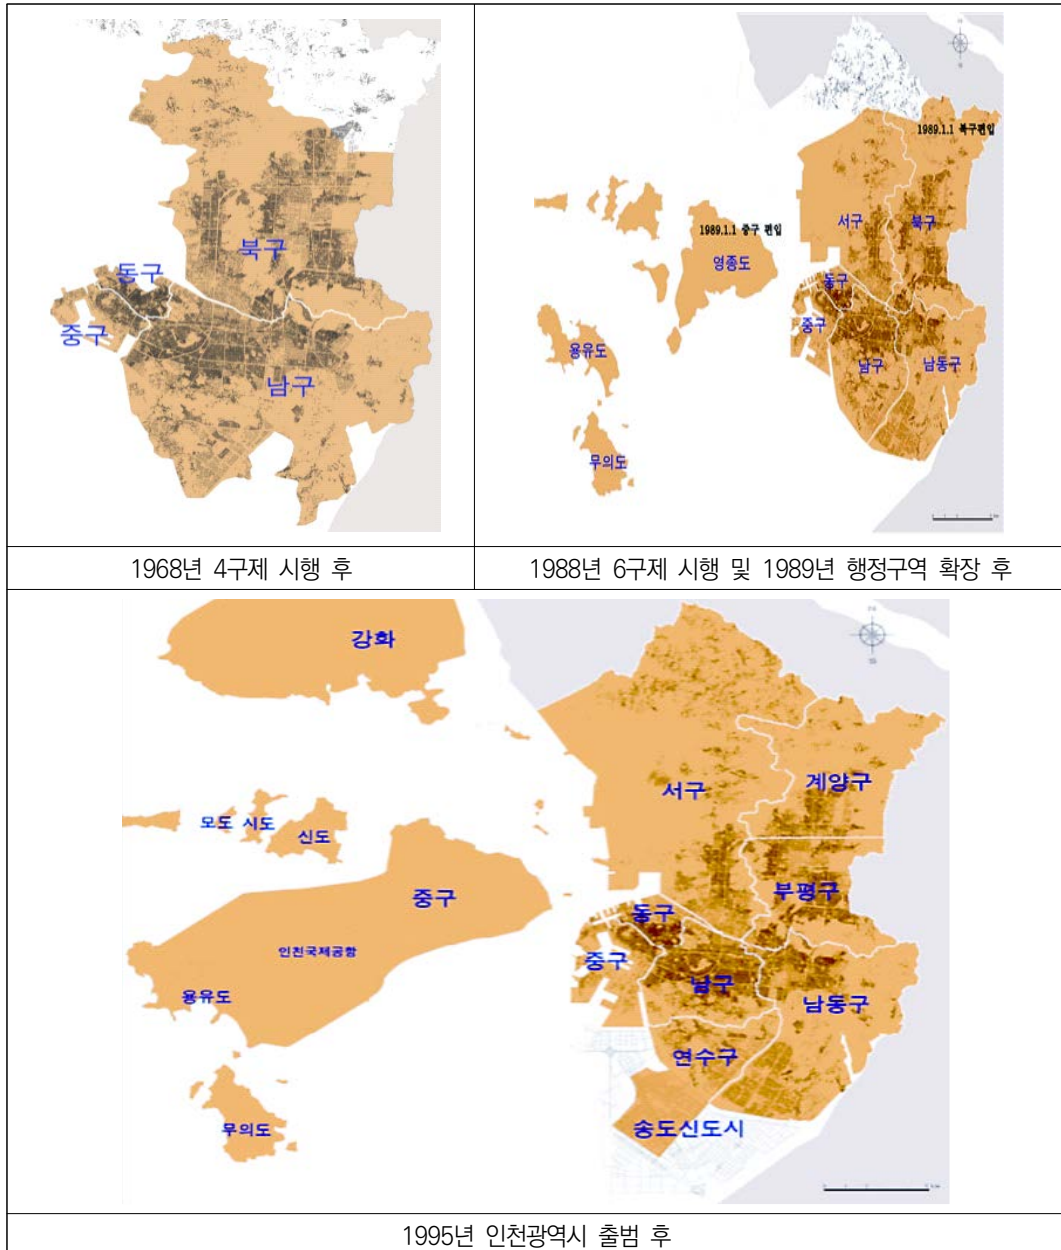 북구
동구
중구
남구
1968년 4구제 시행 후
1989.1.1 북구편입
서구
북구
1989.1.1 중구 편입
영종도
동구
중구
용유도
남구
남동구
무의도
1988년 6구제 시행 및 1989년 행정구역 확장 후
강화
계양구
서구
모도 시도
신도
중구
부평구
동구
인천국제공항
중구
남구
용유도
남동구
연수구
무의도
송도신도시
1995년 인천광역시 출범 후